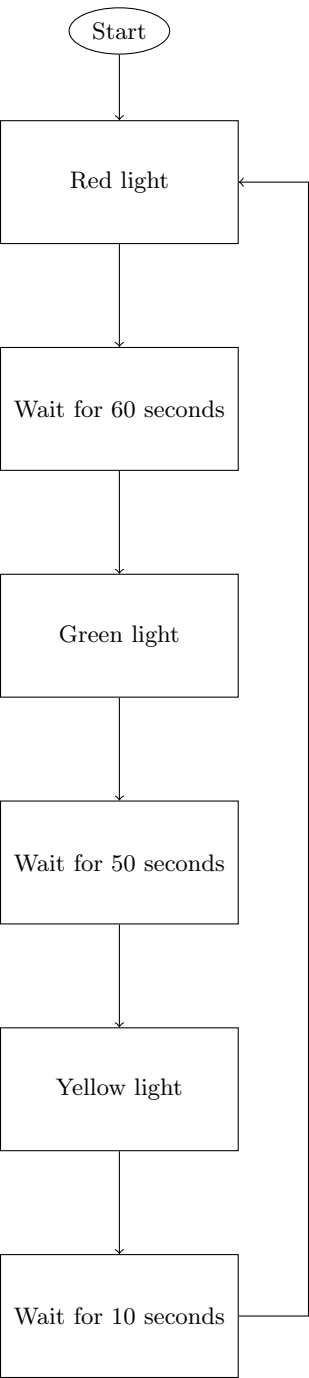 Start
Red light
Wait for 60 seconds
Green light
Wait for 50 seconds
Yellow light
Wait for 10 seconds